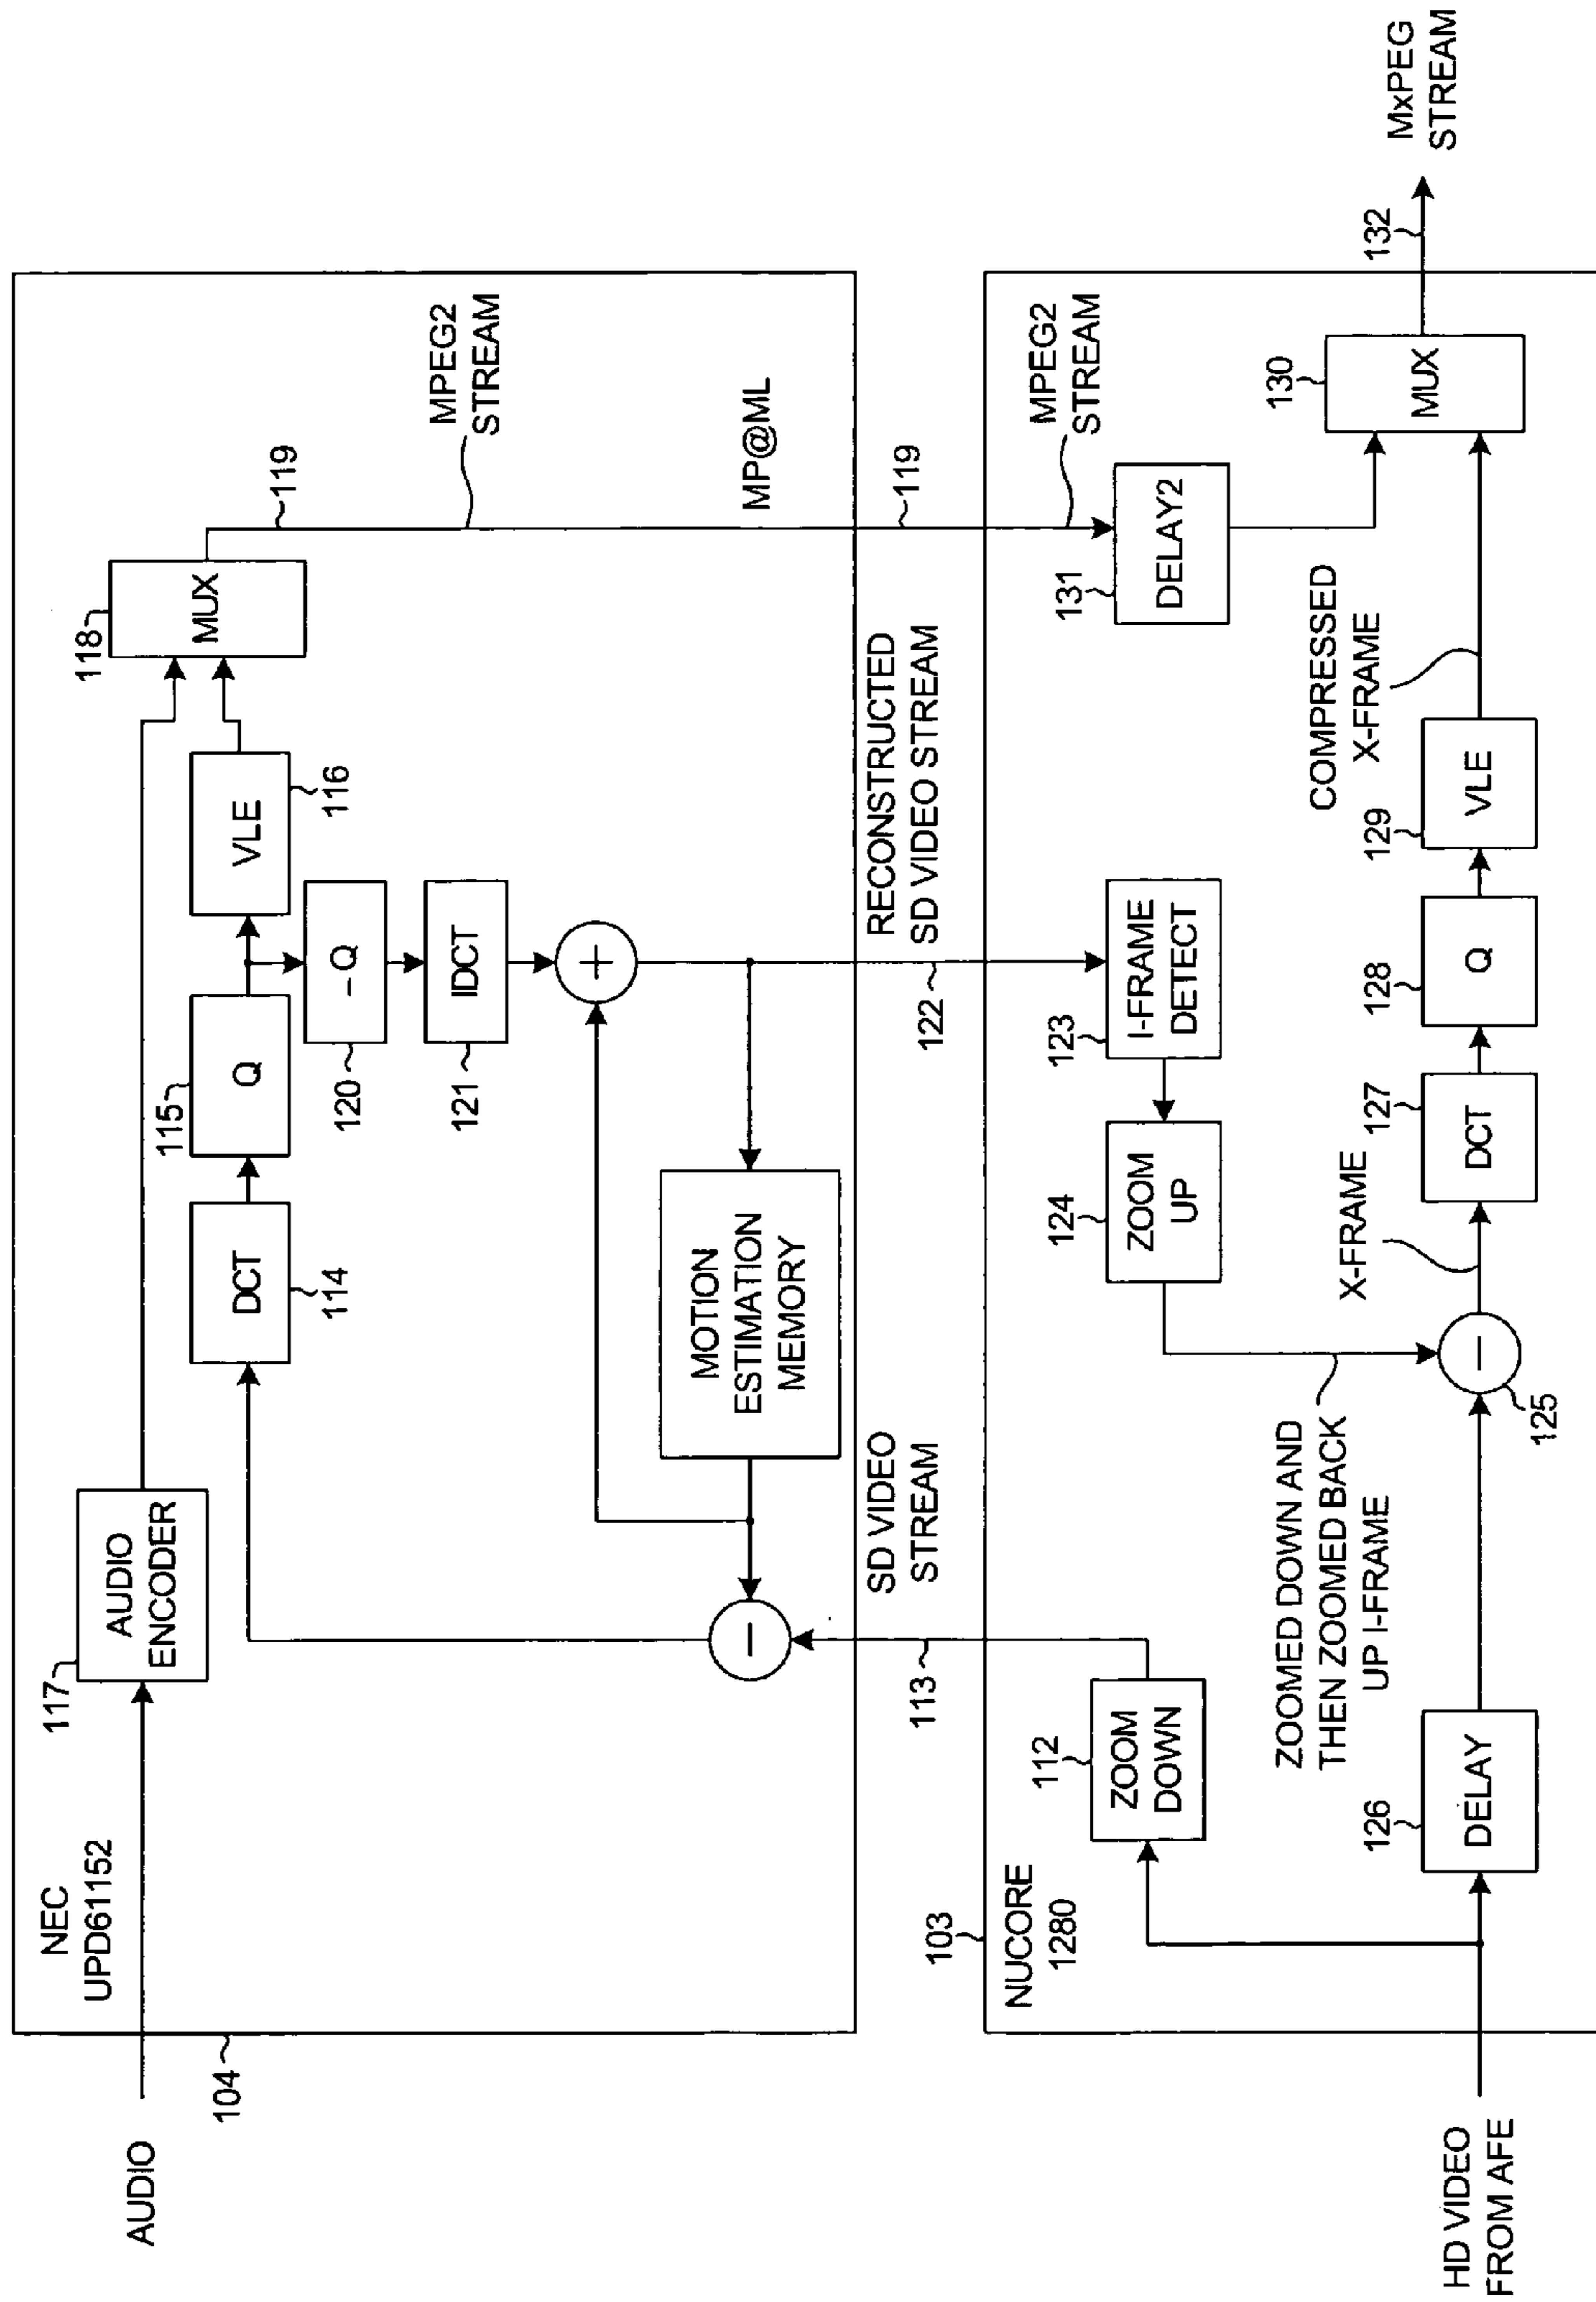 AUDIO
104
NEC
UPD61152
117
AUDIO
ENCODER
DCT
114
115
Q
VLE
116
118
MUX
119
MPEG2
STREAM
MP@ML
- Q
120
IDCT
121
+
MOTION
ESTIMATION
MEMORY
-
SD VIDEO
STREAM
RECONSTRUCTED
SD VIDEO STREAM
113
122
119
MPEG2
STREAM
103
NUCORE
1280
112
ZOOM
DOWN
124
ZOOM
UP
123
I-FRAME
DETECT
131
DELAY2
ZOOMED DOWN AND
THEN ZOOMED BACK
UP I-FRAME
X-FRAME
COMPRESSED
X-FRAME
HD VIDEO
FROM AFE
126
DELAY
-
125
127
DCT
128
Q
129
VLE
130
MUX
132
MxPEG
STREAM